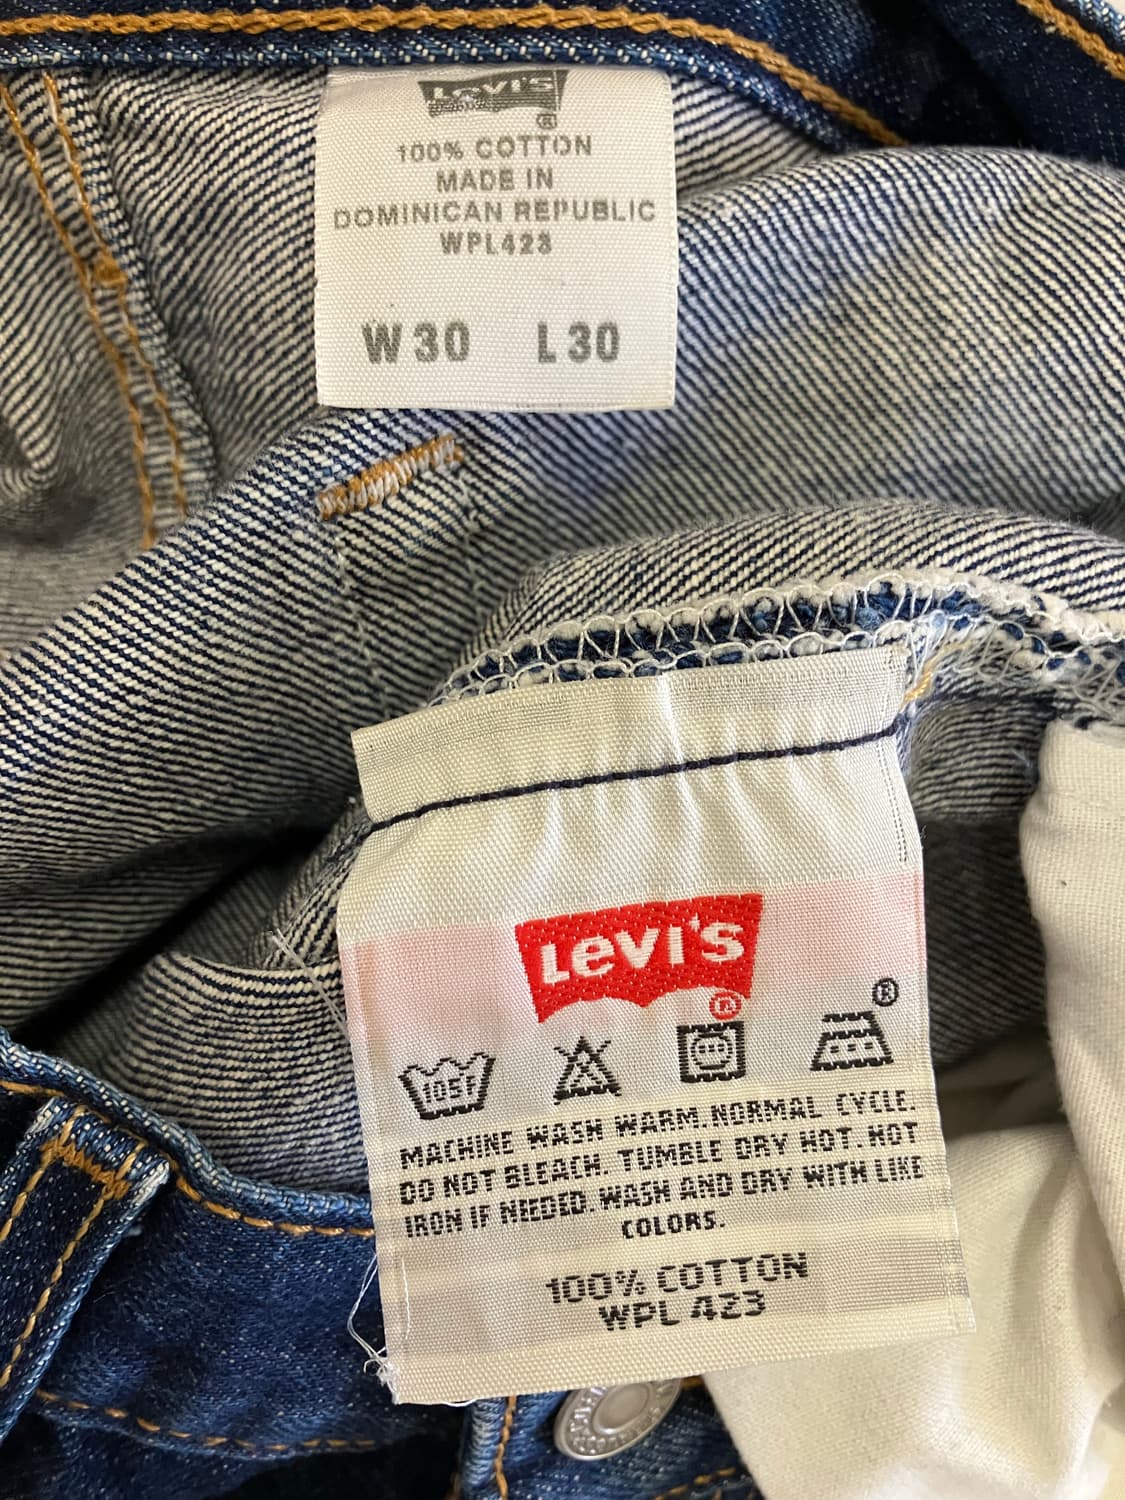 LEVI'S
®
100% COTTON
MADE IN
DOMINICAN REPUBLIC
WPL423
W30 L30
LEVI'S
®
®
105F
MACHINE WASH WARM. NORMAL CYCLE.
DO NOT BLEACH. TUMBLE DRY HOT. HOT
IRON IF NEEDED. WASH AND DRY WITH LIKE
COLORS.
100% COTTON
WPL 423